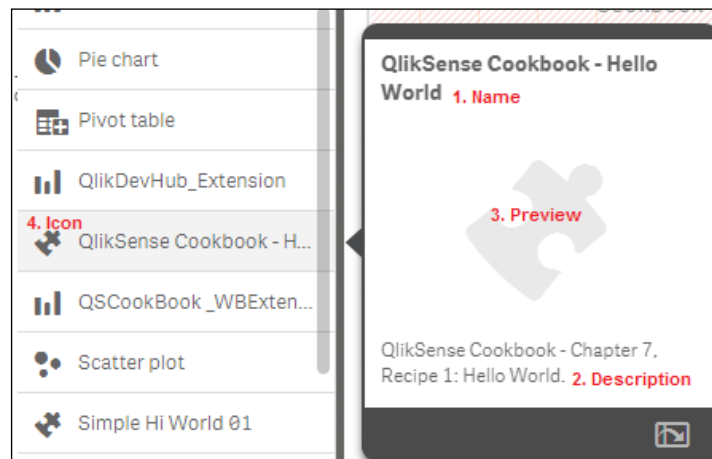 Pie chart
Pivot table
QlikDevHub_Extension
4. Icon
QlikSense Cookbook - H...
QSCookBook _WBExten...
Scatter plot
Simple Hi World 01
QlikSense Cookbook - Hello
World 1. Name
3. Preview
QlikSense Cookbook - Chapter 7,
Recipe 1: Hello World. 2. Description